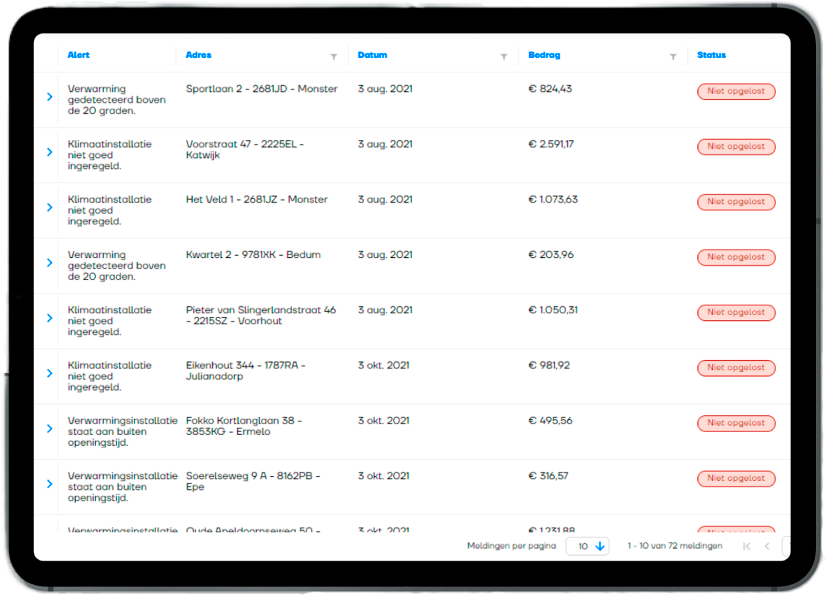 Alert Adres Datum Bedrag Status
Verwarming gedetecteerd boven de 20 graden. Sportlaan 2 - 2681JD - Monster 3 aug. 2021 € 824,43 Niet opgelost
Klimaatinstallatie niet goed ingeregeld. Voorstraat 47 - 2225EL - Katwijk 3 aug. 2021 € 2.591,17 Niet opgelost
Klimaatinstallatie niet goed ingeregeld. Het Veld 1 - 2681JZ - Monster 3 aug. 2021 € 1.073,63 Niet opgelost
Verwarming gedetecteerd boven de 20 graden. Kwartel 2 - 9781XK - Bedum 3 aug. 2021 € 203,96 Niet opgelost
Klimaatinstallatie niet goed ingeregeld. Pieter van Slingerlandstraat 46 - 2215SZ - Voorhout 3 aug. 2021 € 1.050,31 Niet opgelost
Klimaatinstallatie niet goed ingeregeld. Eikenhout 344 - 1787RA - Julianadorp 3 okt. 2021 € 981,92 Niet opgelost
Verwarmingsinstallatie staat aan buiten openingstijd. Fokko Kortlanglaan 38 - 3853KG - Ermelo 3 okt. 2021 € 495,56 Niet opgelost
Verwarmingsinstallatie staat aan buiten openingstijd. Soerelseweg 9 A - 8162PB - Epe 3 okt. 2021 € 316,57 Niet opgelost
Verwarmingsinstallatie Oude Apeldoornseweg 50 - 3 okt. 2021 € 1.231,88 Niet opgelost
Meldingen per pagina 10 1 - 10 van 72 meldingen